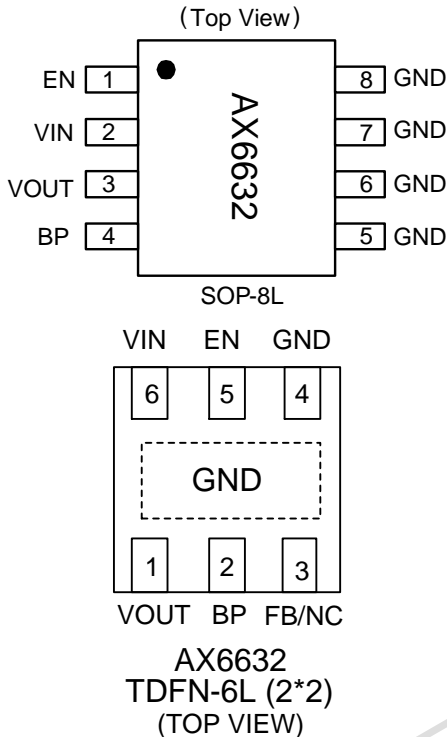 (Top View)
EN 1 8 GND
VIN 2 7 GND
VOUT 3 6 GND
BP 4 5 GND
AX6632
SOP-8L
VIN EN GND
6 5 4
GND
1 2 3
VOUT BP FB/NC
AX6632
TDFN-6L (2*2)
(TOP VIEW)